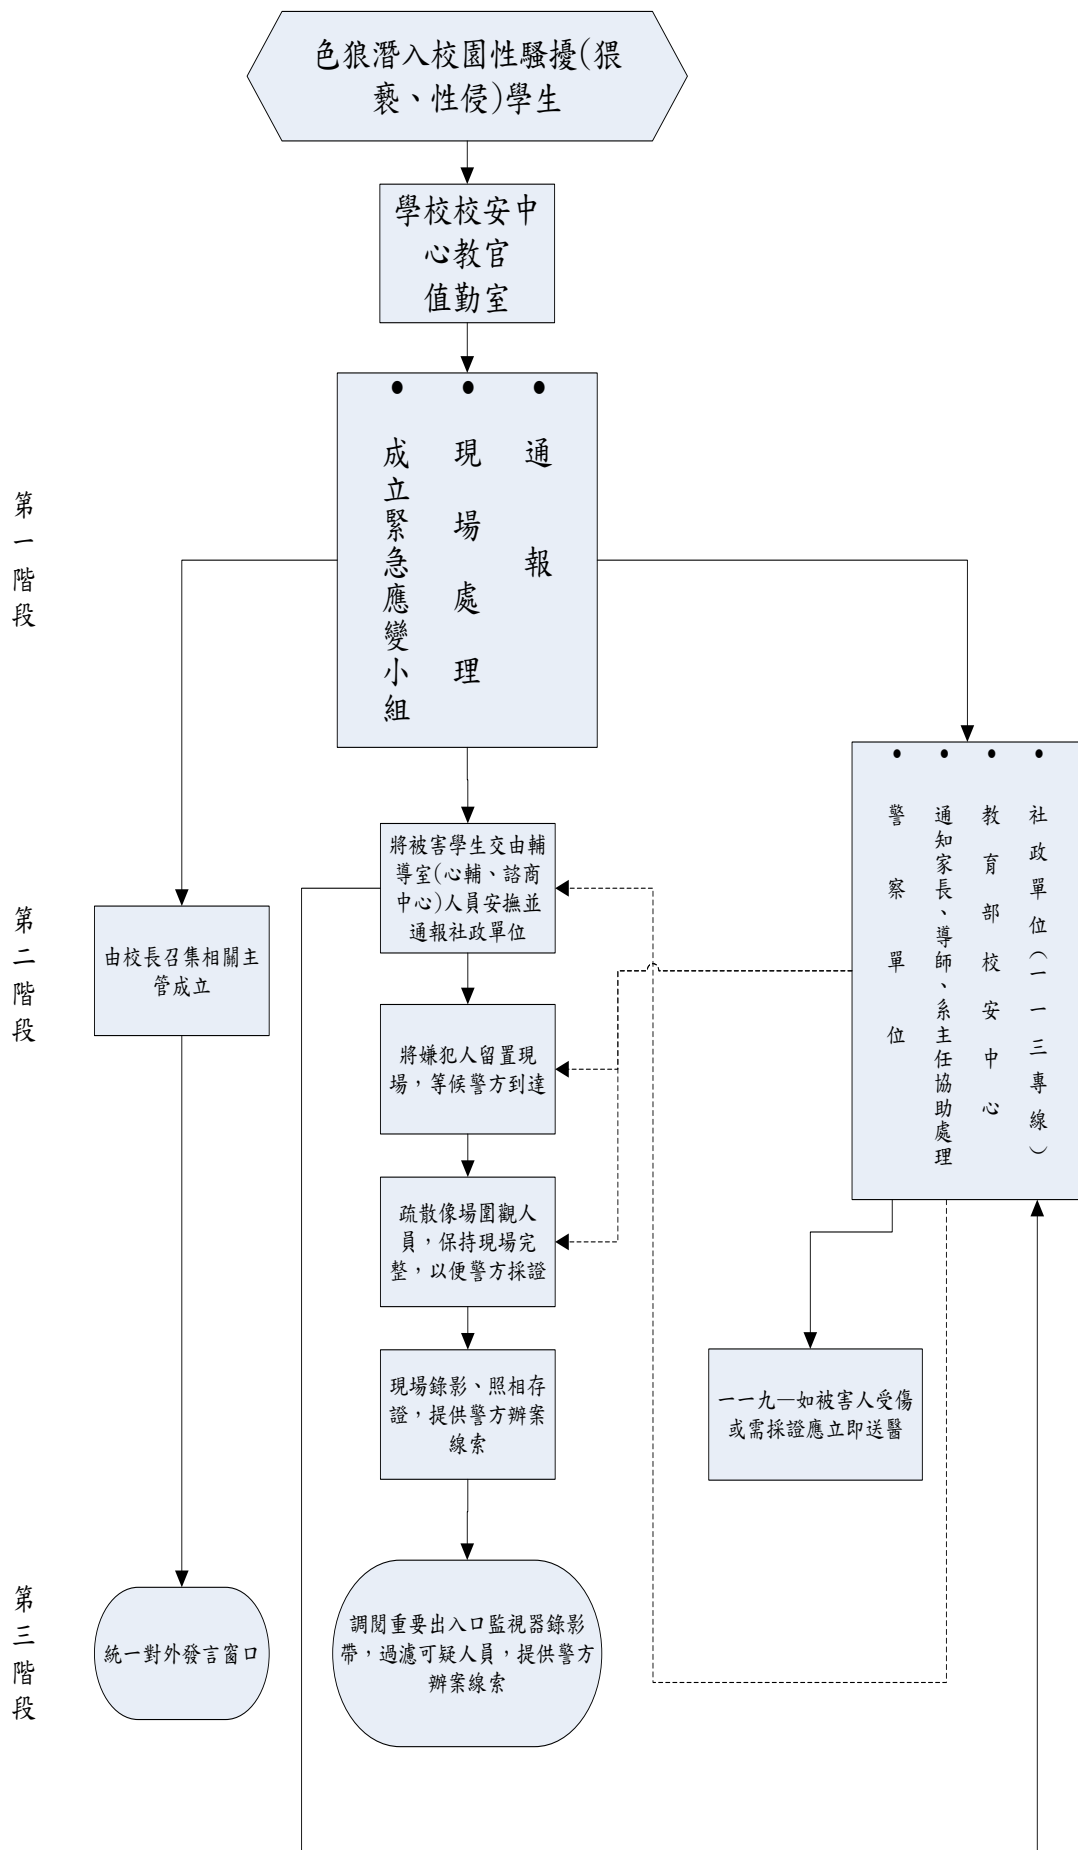 色狼潛入校園性騷擾(猥
褻、性侵)學生
學校校安中
心教官
值勤室
● 通報
● 現場處理
● 成立緊急應變小組
第一階段
● 社政單位(一一三專線)
● 教育部校安中心
● 通知家長、導師、系主任協助處理
● 警察單位
將被害學生交由輔
導室(心輔、諮商
中心)人員安撫並
通報社政單位
第二階段
由校長召集相關主
管成立
將嫌犯人留置現
場,等候警方到達
疏散像場圍觀人
員,保持現場完
整,以便警方採證
現場錄影、照相存
證,提供警方辦案
線索
一一九—如被害人受傷
或需採證應立即送醫
第三階段
統一對外發言窗口
調閱重要出入口監視器錄影
帶,過濾可疑人員,提供警方
辦案線索